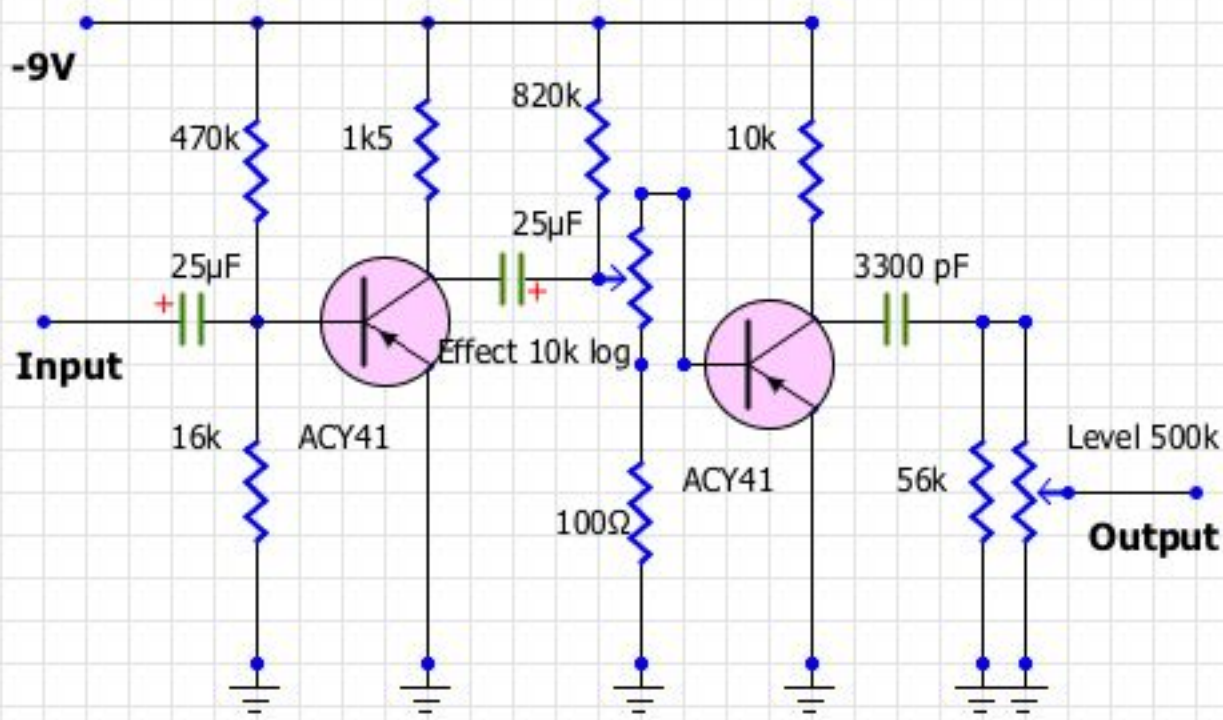 -9V
820k
470k
1k5
10k
25µF
25µF
3300 pF
+
+
Input
Effect 10k log
16k
ACY41
Level 500k
ACY41
56k
100Ω
Output